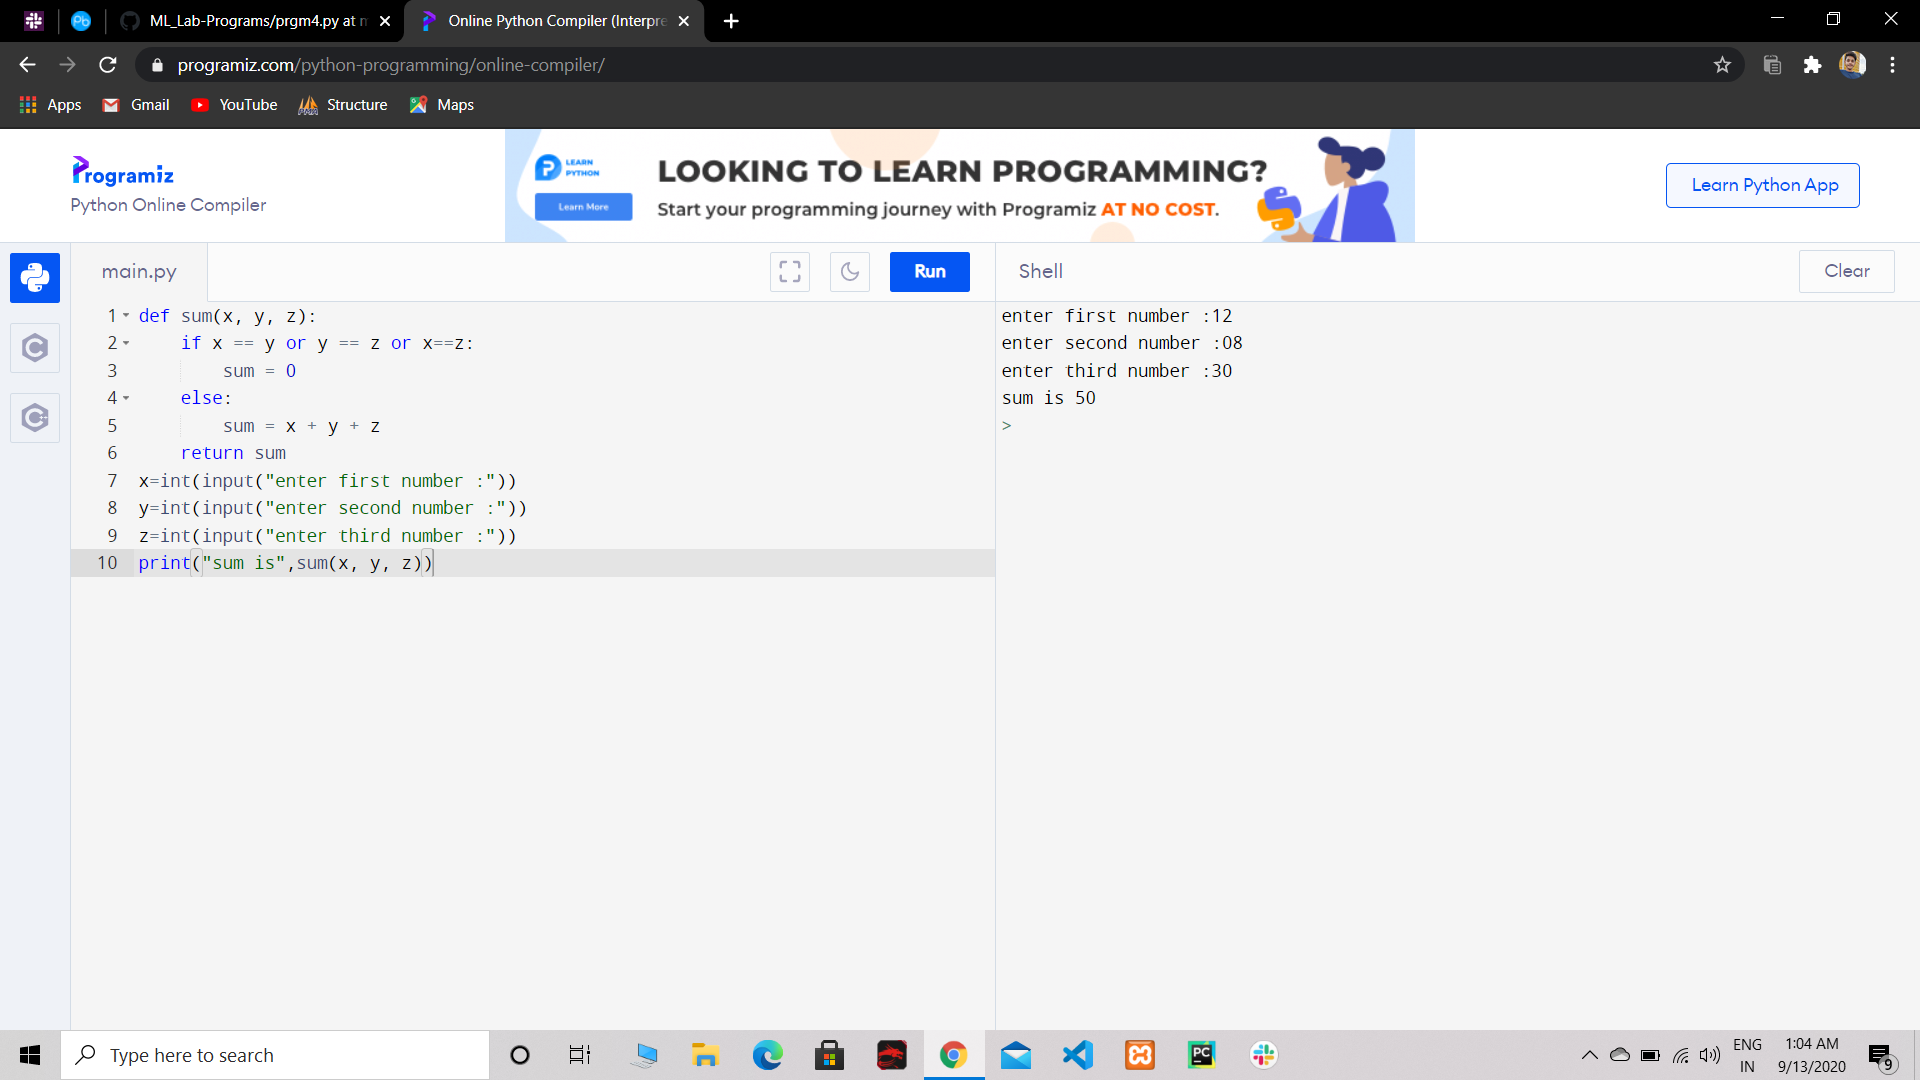 ML_Lab-Programs/prgm4.py at m
Online Python Compiler (Interpre
programiz.com/python-programming/online-compiler/
Apps
Gmail
YouTube
Structure
Maps
Programiz
Python Online Compiler
LEARN
PYTHON
Learn More
LOOKING TO LEARN PROGRAMMING?
Start your programming journey with Programiz AT NO COST.
Learn Python App
main.py
Run
Shell
Clear
1 def sum(x, y, z):
2 if x == y or y == z or x==z:
3 sum = 0
4 else:
5 sum = x + y + z
6 return sum
7 x=int(input("enter first number :"))
8 y=int(input("enter second number :"))
9 z=int(input("enter third number :"))
10 print("sum is",sum(x, y, z))
enter first number :12
enter second number :08
enter third number :30
sum is 50
>
Type here to search
ENG
IN
1:04 AM
9/13/2020
9